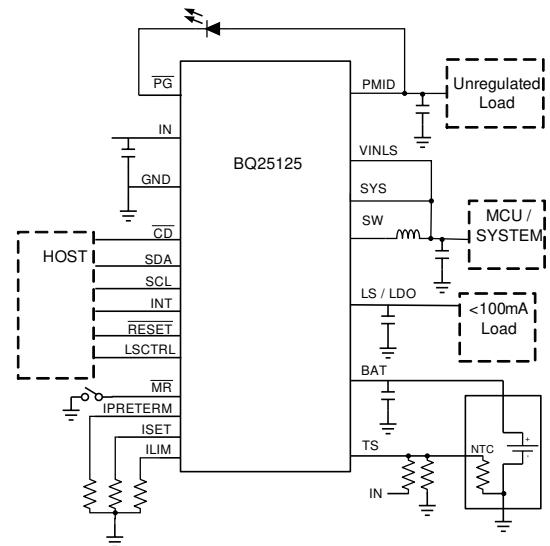 PG
PMID
Unregulated
Load
IN
BQ25125
VINLS
GND
SYS
SW
MCU /
SYSTEM
HOST
CD
SDA
SCL
INT
RESET
LSCTRL
LS / LDO
<100mA
Load
MR
BAT
IPRETERM
ISET
ILIM
TS
NTC
+
-
IN